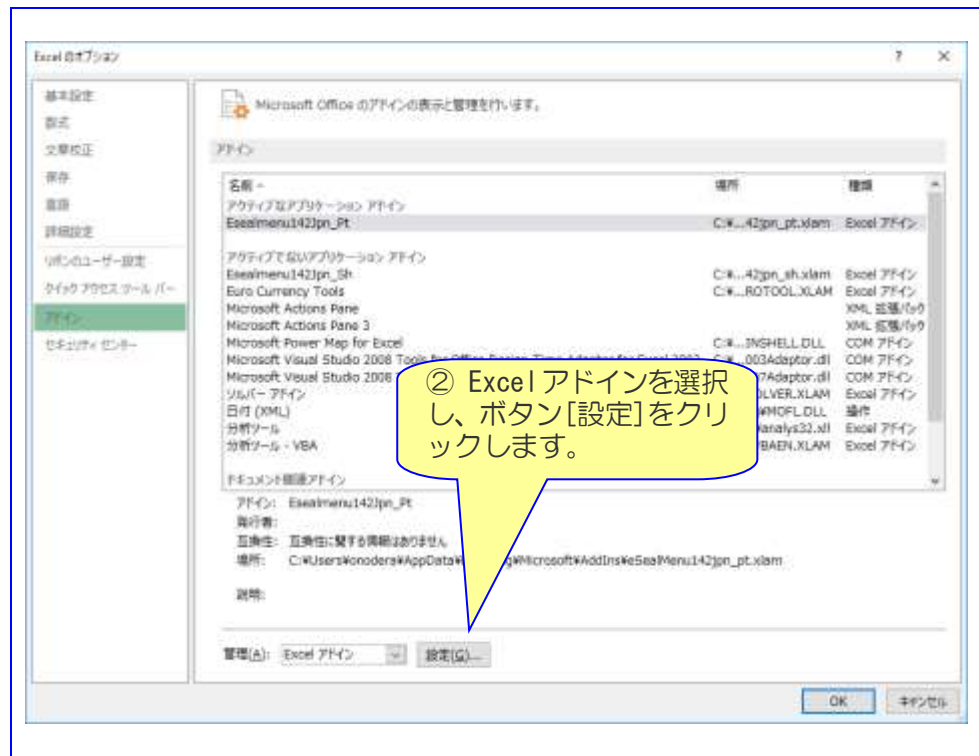 Excel のオプション
? ×
基本設定
数式
文章校正
保存
言語
詳細設定
リボンのユーザー設定
クイック アクセス ツール バー
アドイン
セキュリティ センター
Microsoft Office のアドインの表示と管理を行います。
アドイン
名前 場所 種類
アクティブなアプリケーション アドイン
Esealmenu142Jpn_Pt C:¥...42jpn_pt.xlam Excel アドイン
アクティブでないアプリケーション アドイン
Esealmenu142Jpn_Sh C:¥...42jpn_sh.xlam Excel アドイン
Euro Currency Tools C:¥...ROTOOL.XLAM Excel アドイン
Microsoft Actions Pane XML 拡張パック
Microsoft Actions Pane 3 XML 拡張パック
Microsoft Power Map for Excel C:¥...INSHELL.DLL COM アドイン
Microsoft Visual Studio 2008 Tools for Office Design-Time Adaptor for Excel 2003 C:¥...003Adaptor.dll COM アドイン
Microsoft Visual Studio 2008 7Adaptor.dll COM アドイン
ソルバー アドイン OLVER.XLAM Excel アドイン
日付 (XML) ¥MOFL.DLL 操作
分析ツール analys32.xll Excel アドイン
分析ツール - VBA BAEN.XLAM Excel アドイン
ドキュメント関連アドイン
② Excelアドインを選択
し、ボタン[設定]をクリ
ックします。
アドイン: Esealmenu142Jpn_Pt
発行者:
互換性: 互換性に関する情報はありません
場所: C:¥Users¥onodera¥AppData¥ g¥Microsoft¥AddIns¥eSealMenu142jpn_pt.xlam
説明:
管理(A): Excel アドイン 設定(G)...
OK キャンセル